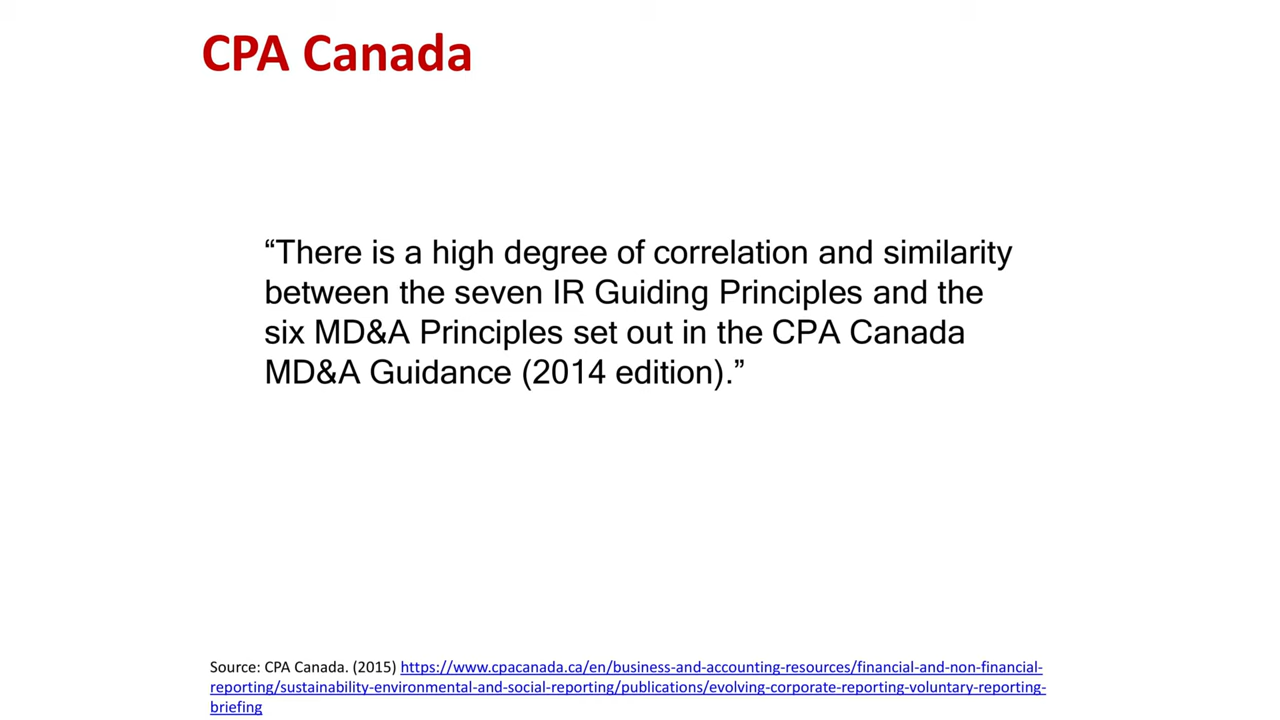 CPA Canada
“There is a high degree of correlation and similarity
between the seven IR Guiding Principles and the
six MD&A Principles set out in the CPA Canada
MD&A Guidance (2014 edition).”
Source: CPA Canada. (2015) https://www.cpacanada.ca/en/business-and-accounting-resources/financial-and-non-financial-
reporting/sustainability-environmental-and-social-reporting/publications/evolving-corporate-reporting-voluntary-reporting-
briefing